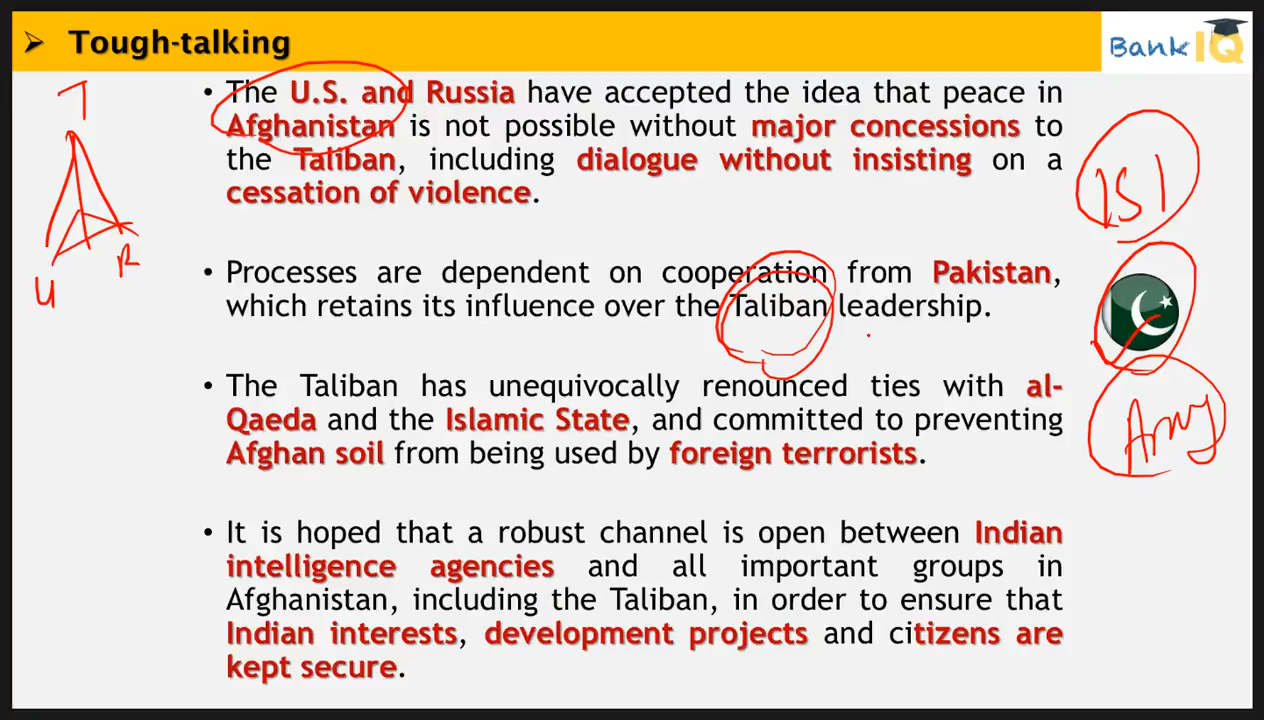 Tough-talking
Bank IQ
• The U.S. and Russia have accepted the idea that peace in
Afghanistan is not possible without major concessions to
the Taliban, including dialogue without insisting on a
cessation of violence.
• Processes are dependent on cooperation from Pakistan,
which retains its influence over the Taliban leadership.
• The Taliban has unequivocally renounced ties with al-
Qaeda and the Islamic State, and committed to preventing
Afghan soil from being used by foreign terrorists.
• It is hoped that a robust channel is open between Indian
intelligence agencies and all important groups in
Afghanistan, including the Taliban, in order to ensure that
Indian interests, development projects and citizens are
kept secure.
T
U
R
ISI
Army